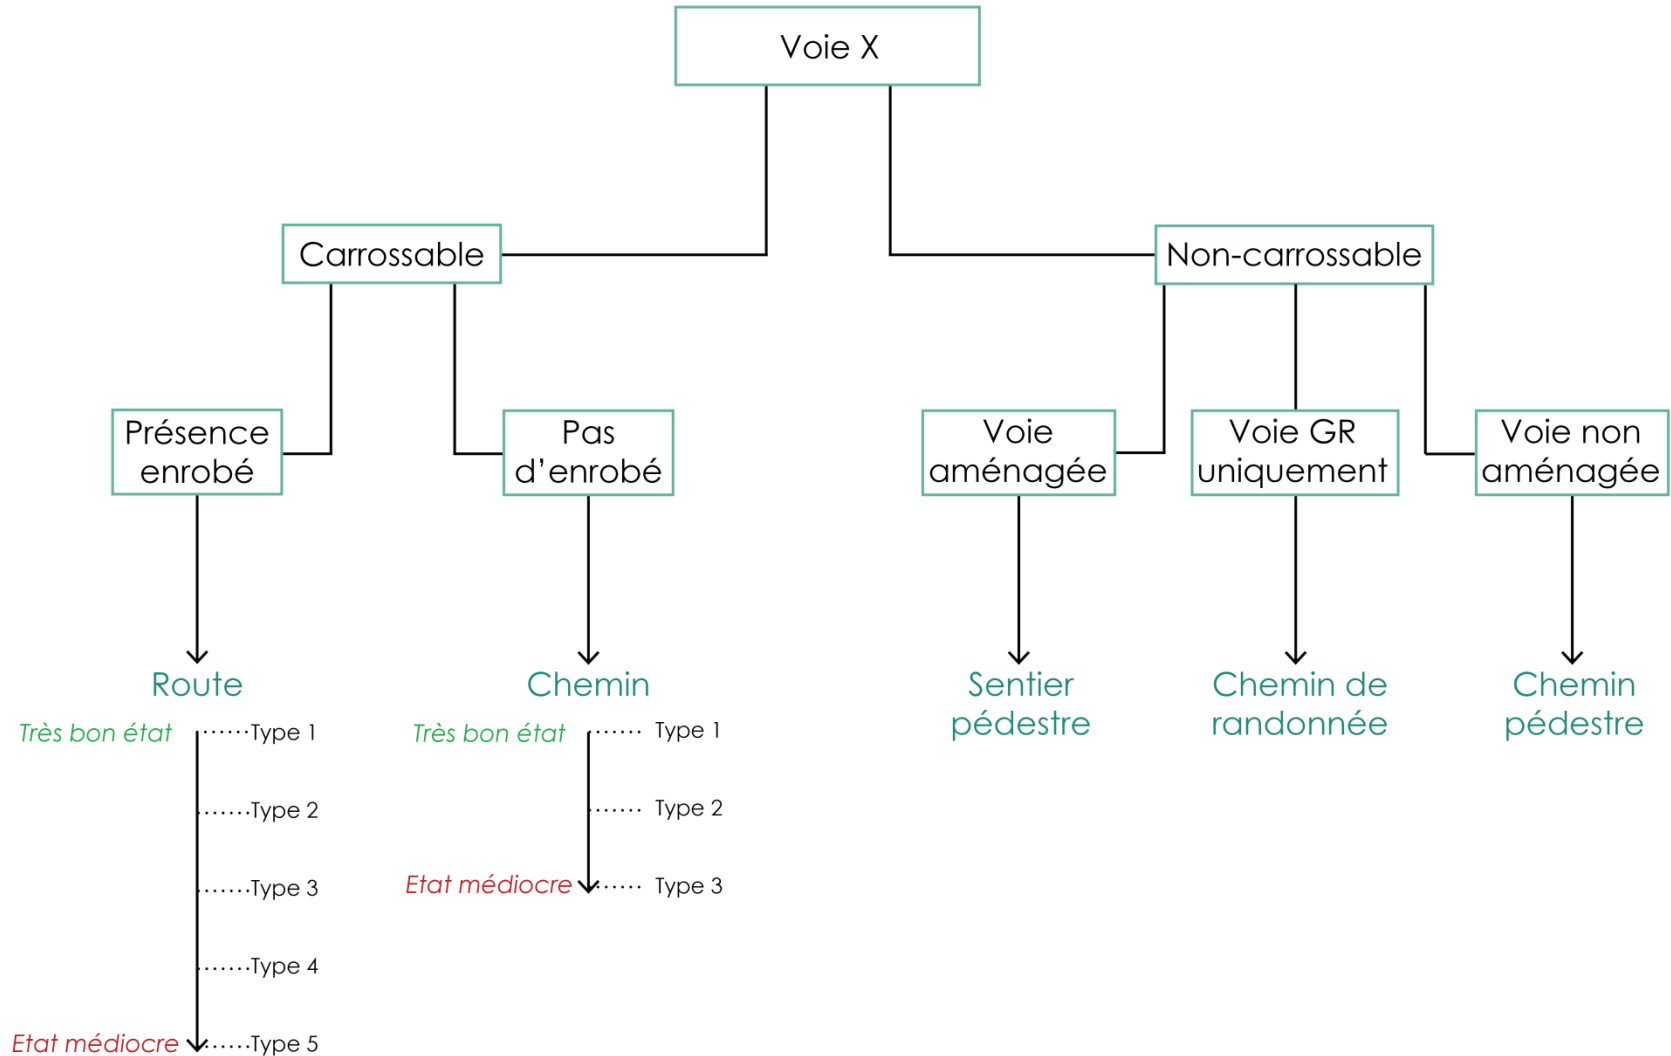 Voie X
Carrossable
Non-carrossable
Présence
enrobé
Pas
d'enrobé
Voie
aménagée
Voie GR
uniquement
Voie non
aménagée
Route
Chemin
Sentier
pédestre
Chemin de
randonnée
Chemin
pédestre
Très bon état
Type 1
Type 2
Type 3
Type 4
Etat médiocre
Type 5
Très bon état
Type 1
Type 2
Etat médiocre
Type 3